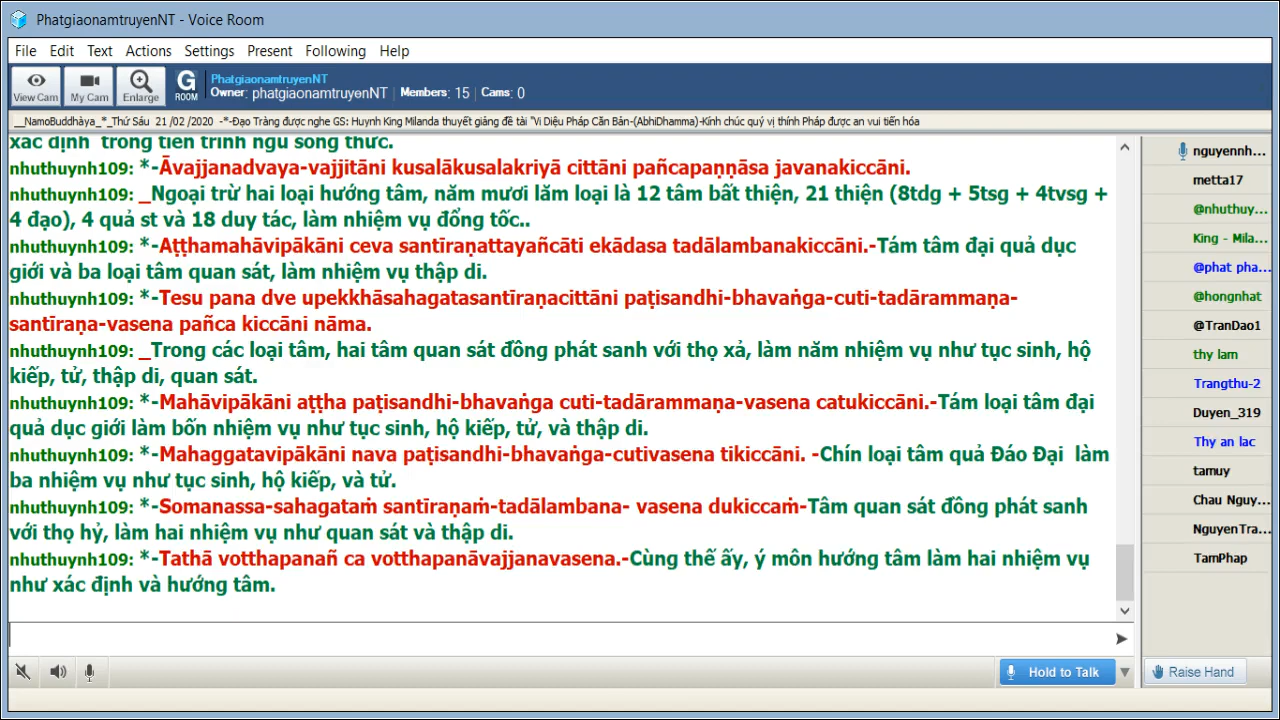 PhatgiaonamtruyenNT - Voice Room
File Edit Text Actions Settings Present Following Help
View Cam My Cam Enlarge G ROOM
PhatgiaonamtruyenNT
Owner: phatgiaonamtruyenNT | Members: 15 | Cams: 0
__NamoBuddhàya_*_Thứ Sáu 21 /02 /2020 -*-Đạo Tràng được nghe GS: Huynh King Milanda thuyết giảng đề tài "Vi Diệu Pháp Căn Bản-(AbhiDhamma)-Kính chúc quý vị thính Pháp được an vui tiến hóa
xác định trong tiến trình ngũ song thức.
nhuthuynh109: *-Āvajjanadvaya-vajjitāni kusalākusalakriyā cittāni pañcapaṇṇāsa javanakiccāni.
nhuthuynh109: _Ngoại trừ hai loại hướng tâm, năm mươi lăm loại là 12 tâm bất thiện, 21 thiện (8tdg + 5tsg + 4tvsg +
4 đạo), 4 quả st và 18 duy tác, làm nhiệm vụ đổng tốc..
nhuthuynh109: *-Aṭṭhamahāvipākāni ceva santīraṇattayañcāti ekādasa tadālambanakiccāni.-Tám tâm đại quả dục
giới và ba loại tâm quan sát, làm nhiệm vụ thập di.
nhuthuynh109: *-Tesu pana dve upekkhāsahagatasantīraṇacittāni paṭisandhi-bhavaṅga-cuti-tadārammaṇa-
santīraṇa-vasena pañca kiccāni nāma.
nhuthuynh109: _Trong các loại tâm, hai tâm quan sát đồng phát sanh với thọ xả, làm năm nhiệm vụ như tục sinh, hộ
kiếp, tử, thập di, quan sát.
nhuthuynh109: *-Mahāvipākāni aṭṭha paṭisandhi-bhavaṅga cuti-tadārammaṇa-vasena catukiccāni.-Tám loại tâm đại
quả dục giới làm bốn nhiệm vụ như tục sinh, hộ kiếp, tử, và thập di.
nhuthuynh109: *-Mahaggatavipākāni nava paṭisandhi-bhavaṅga-cutivasena tikiccāni. -Chín loại tâm quả Đáo Đại làm
ba nhiệm vụ như tục sinh, hộ kiếp, và tử.
nhuthuynh109: *-Somanassa-sahagataṁ santīraṇaṁ-tadālambana- vasena dukiccaṁ-Tâm quan sát đồng phát sanh
với thọ hỷ, làm hai nhiệm vụ như quan sát và thập di.
nhuthuynh109: *-Tathā votthapanañ ca votthapanāvajjanavasena.-Cùng thế ấy, ý môn hướng tâm làm hai nhiệm vụ
như xác định và hướng tâm.
nguyennh...
metta17
@nhuthuy...
King - Mila...
@phat pha...
@hongnhat
@TranDao1
thy lam
Trangthu-2
Duyen_319
Thy an lac
tamuy
Chau Nguy...
NguyenTra...
TamPhap
Hold to Talk
Raise Hand